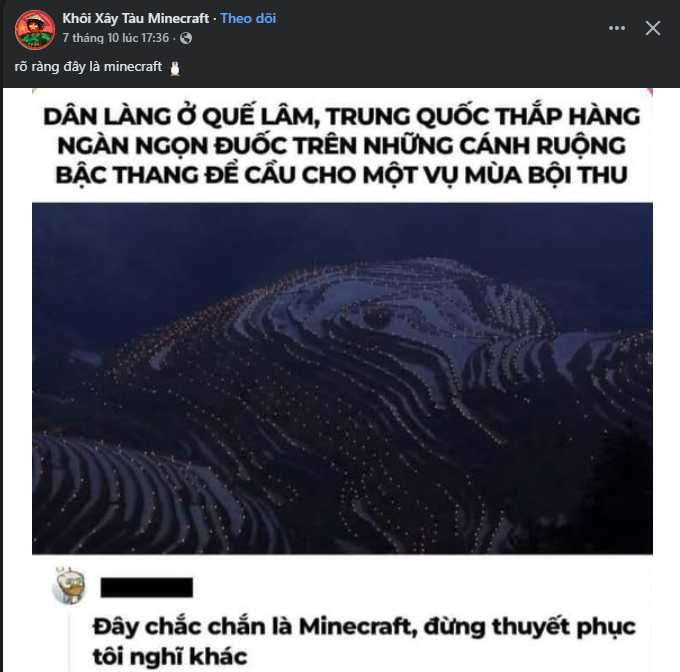 Khôi Xây Tàu Minecraft · Theo dõi
7 tháng 10 lúc 17:36 ·
rõ ràng đây là minecraft
DÂN LÀNG Ở QUẾ LÂM, TRUNG QUỐC THẮP HÀNG
NGÀN NGỌN ĐUỐC TRÊN NHỮNG CÁNH RUỘNG
BẬC THANG ĐỂ CẦU CHO MỘT VỤ MÙA BỘI THU
Đây chắc chắn là Minecraft, đừng thuyết phục
tôi nghĩ khác